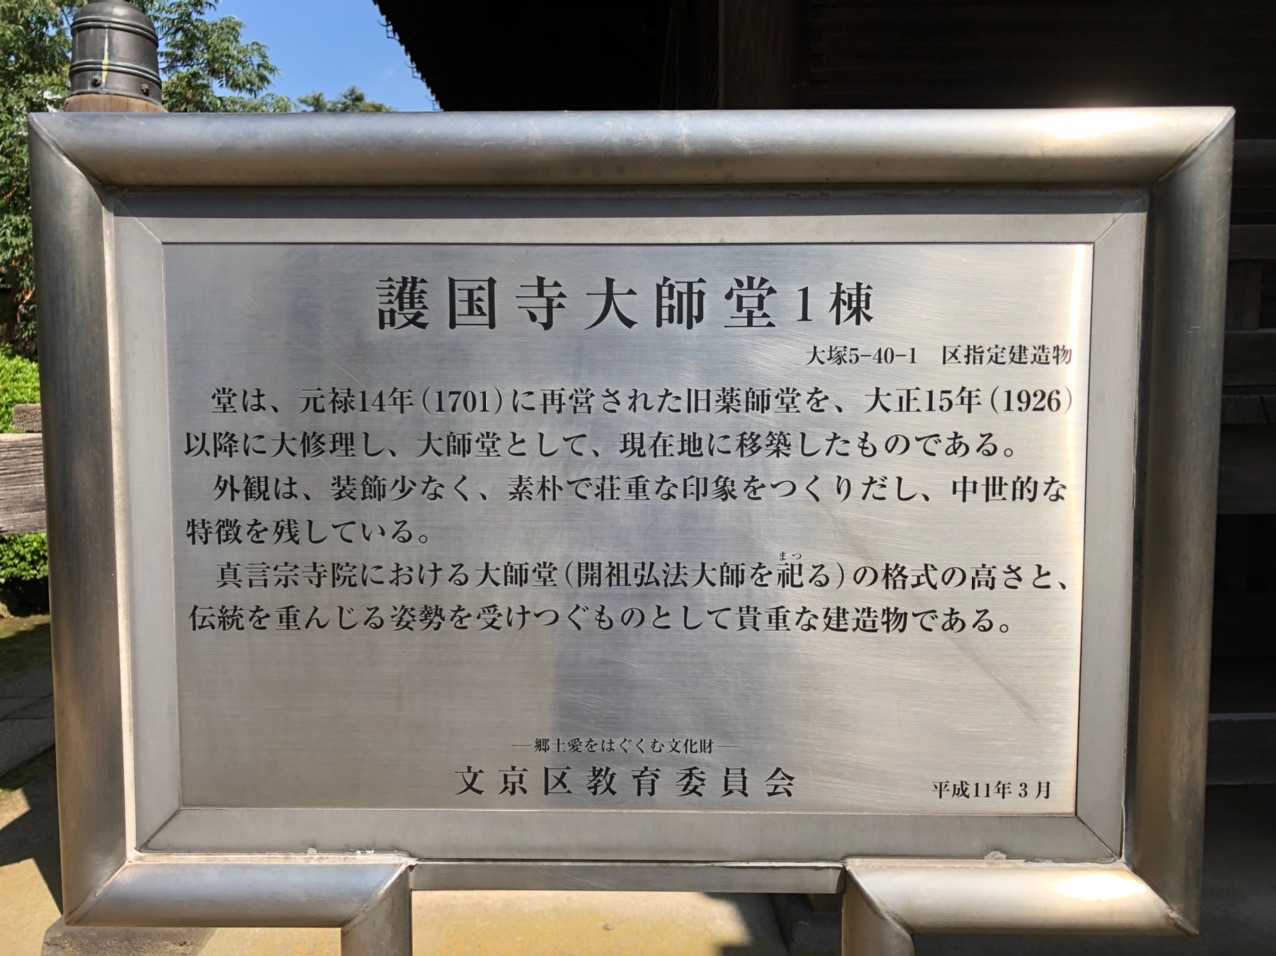 護国寺大師堂1棟
大塚5-40-1 区指定建造物
堂は、元禄14年(1701)に再営された旧薬師堂を、大正15年(1926)
以降に大修理し、大師堂として、現在地に移築したものである。
外観は、装飾少なく、素朴で荘重な印象をつくりだし、中世的な
特徴を残している。
まつ
真言宗寺院における大師堂(開祖弘法大師を祀る)の格式の高さと、
伝統を重んじる姿勢を受けつぐものとして貴重な建造物である。
―郷土愛をはぐくむ文化財―
文京区教育委員会
平成11年3月